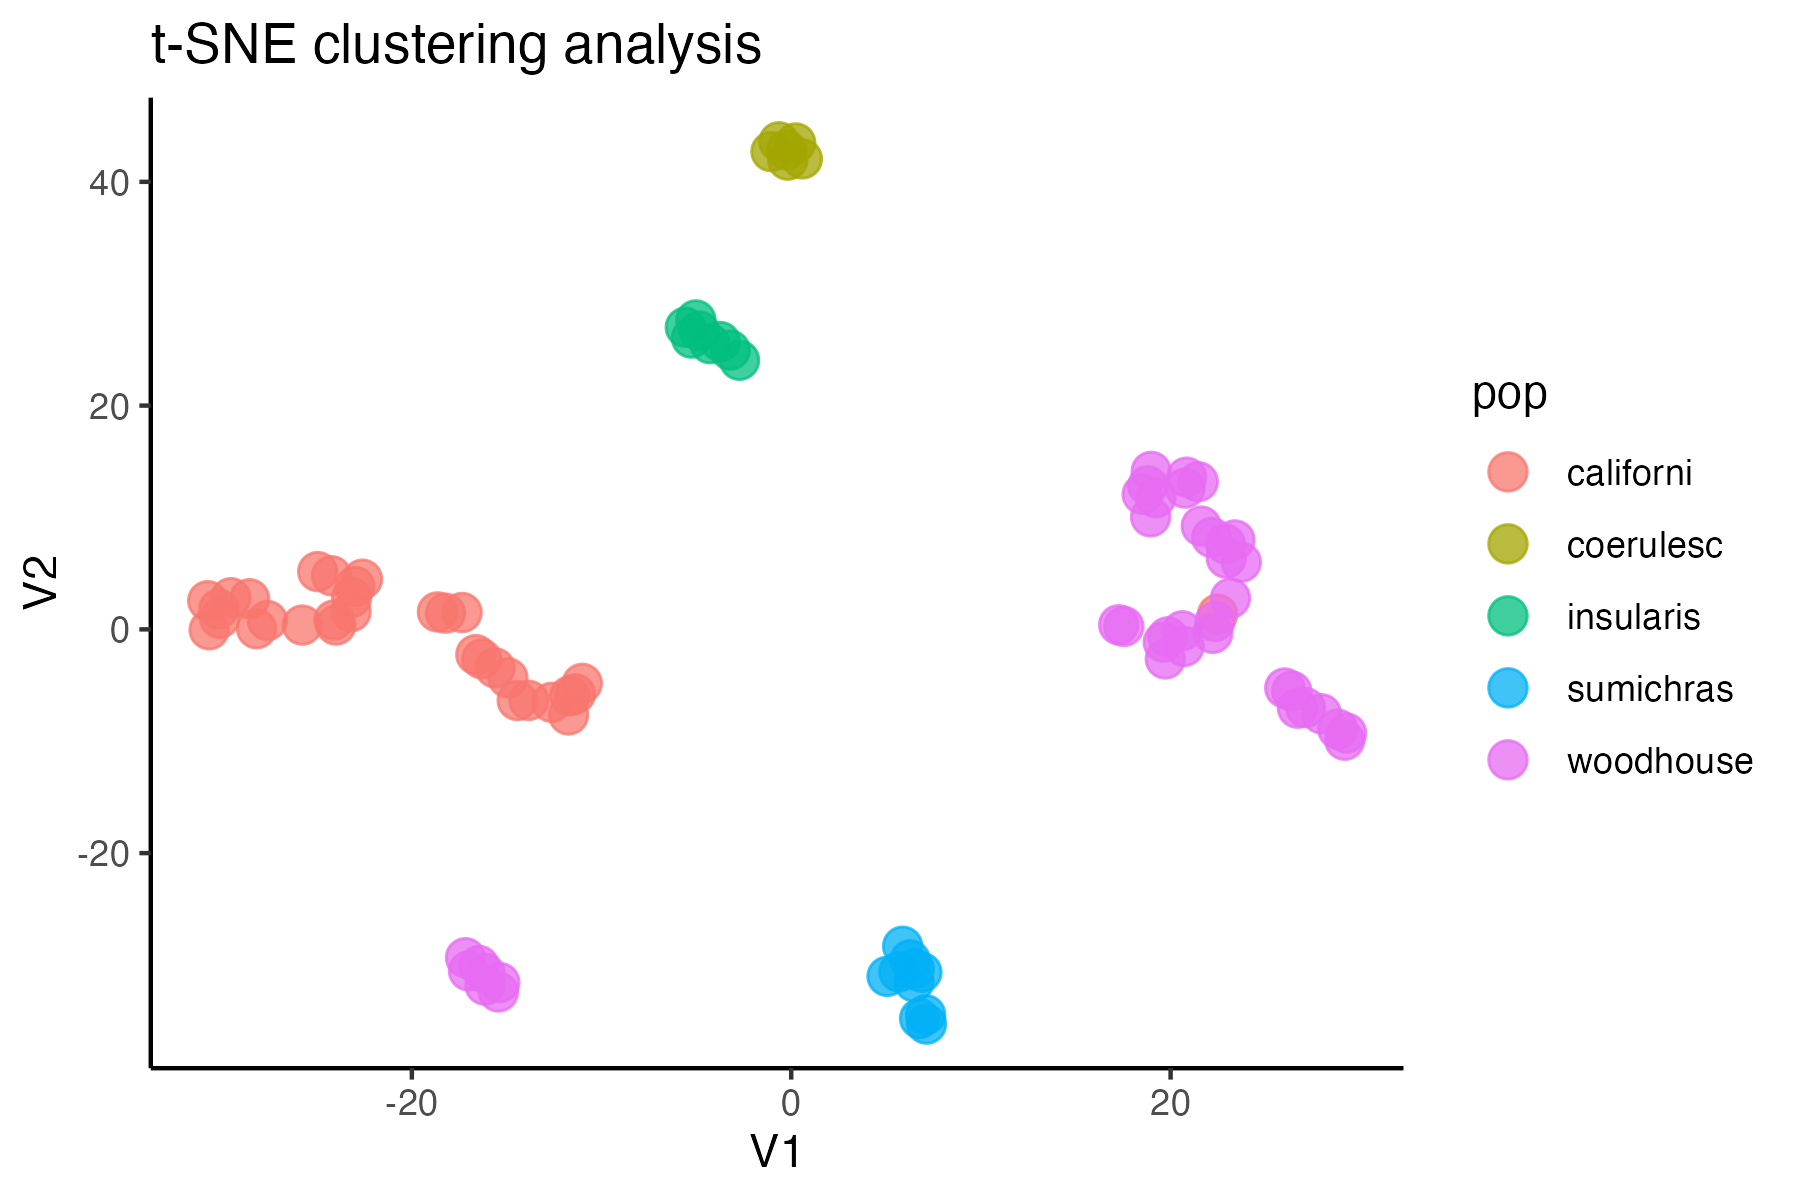 t-SNE clustering analysis
40
20
0
-20
V2
-20
0
20
V1
pop
californi
coerulesc
insularis
sumichras
woodhouse